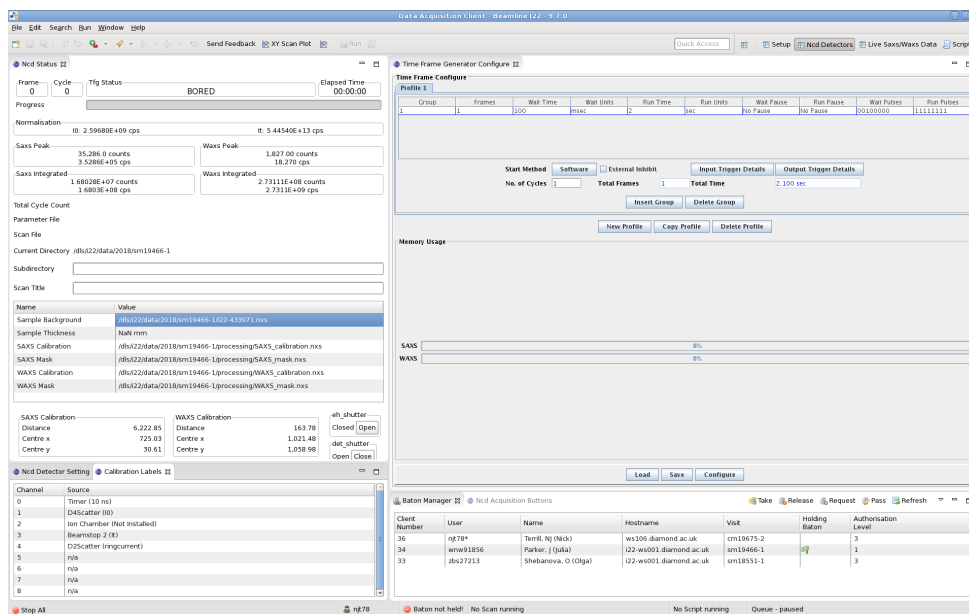 Data Acquisition Client - Beamline I22 - 9.7.0
File Edit Search Run Window Help
Send Feedback XY Scan Plot Run Quick Access Setup Ncd Detectors Live Saxs/Waxs Data Script
Ncd Status
Frame Cycle Tfg Status Elapsed Time
0 0 BORED 00:00:00
Progress
Normalisation
I0: 2.59680E+09 cps It: 5.44540E+13 cps
Saxs Peak Waxs Peak
35,286.0 counts 1,827.00 counts
3.5286E+05 cps 18,270 cps
Saxs Integrated Waxs Integrated
1.68028E+07 counts 2.73111E+08 counts
1.6803E+08 cps 2.7311E+09 cps
Total Cycle Count
Parameter File
Scan File
Current Directory /dls/i22/data/2018/sm19466-1
Subdirectory
Scan Title
Name Value
Sample Background /dls/i22/data/2018/sm19466-1/i22-433971.nxs
Sample Thickness NaN mm
SAXS Calibration /dls/i22/data/2018/sm19466-1/processing/SAXS_calibration.nxs
SAXS Mask /dls/i22/data/2018/sm19466-1/processing/SAXS_mask.nxs
WAXS Calibration /dls/i22/data/2018/sm19466-1/processing/WAXS_calibration.nxs
WAXS Mask /dls/i22/data/2018/sm19466-1/processing/WAXS_mask.nxs
SAXS Calibration WAXS Calibration eh_shutter
Distance 6,222.85 Distance 163.78 Closed Open
Centre x 725.03 Centre x 1,021.48 det_shutter
Centre y 30.61 Centre y 1,058.98 Open Close
Ncd Detector Setting Calibration Labels
Channel Source
0 Timer (10 ns)
1 D4Scatter (I0)
2 Ion Chamber (Not Installed)
3 Beamstop 2 (It)
4 D2Scatter (ringcurrent)
5 n/a
6 n/a
7 n/a
8 n/a
Time Frame Generator Configure
Time Frame Configure
Profile 1
Group Frames Wait Time Wait Units Run Time Run Units Wait Pause Run Pause Wait Pulses Run Pulses
1 1 100 msec 2 sec No Pause No Pause 00100000 11111111
Start Method Software External Inhibit Input Trigger Details Output Trigger Details
No. of Cycles 1 Total Frames 1 Total Time 2.100 sec
Insert Group Delete Group
New Profile Copy Profile Delete Profile
Memory Usage
SAXS 0%
WAXS 0%
Load Save Configure
Baton Manager Ncd Acquisition Buttons Take Release Request Pass Refresh
Client Number User Name Hostname Visit Holding Baton Authorisation Level
36 njt78* Terrill, NJ (Nick) ws106.diamond.ac.uk cm19675-2 3
34 wnw91856 Parker, J (Julia) i22-ws001.diamond.ac.uk sm19466-1 1
33 zbs27213 Shebanova, O (Olga) i22-ws001.diamond.ac.uk sm18551-1 3
Stop All njt78 Baton not held! No Scan running No Script running Queue - paused